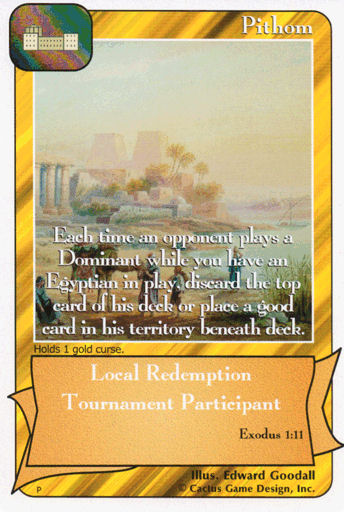 Pithom
Each time an opponent plays a
Dominant while you have an
Egyptian in play, discard the top
card of his deck or place a good
card in his territory beneath deck.
Holds 1 gold curse.
Local Redemption
Tournament Participant
Exodus 1:11
Illus. Edward Goodall
P
© Cactus Game Design, Inc.